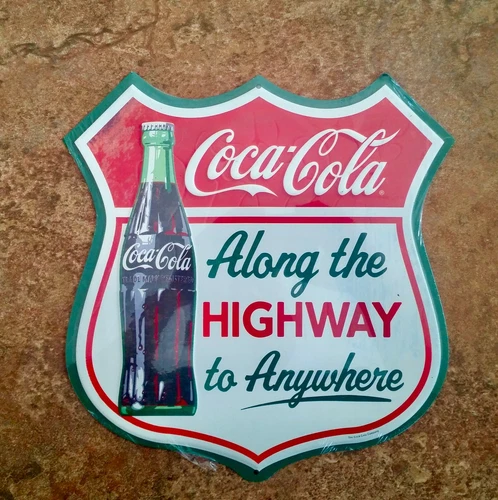 Coca-Cola
Coca-Cola
Along the
HIGHWAY
to Anywhere